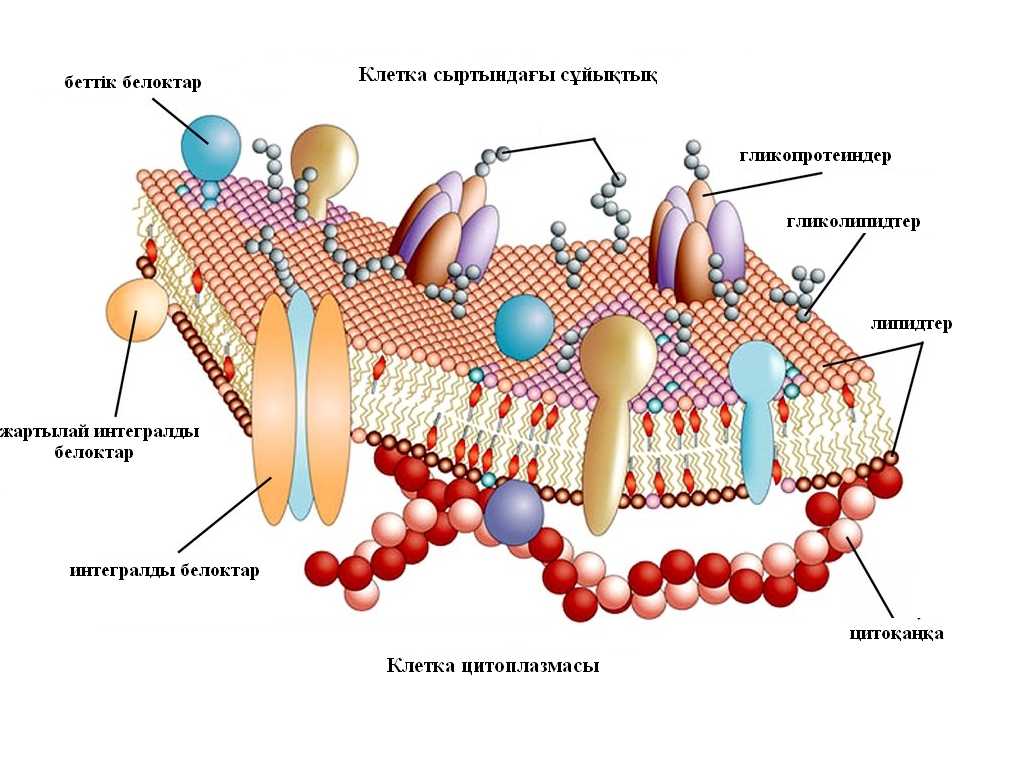 Клетка сыртындағы сұйықтық
беттік белоктар
гликопротеиндер
гликолипидтер
липидтер
жартылай интегралды
белоктар
интегралды белоктар
цитоқаңқа
Клетка цитоплазмасы